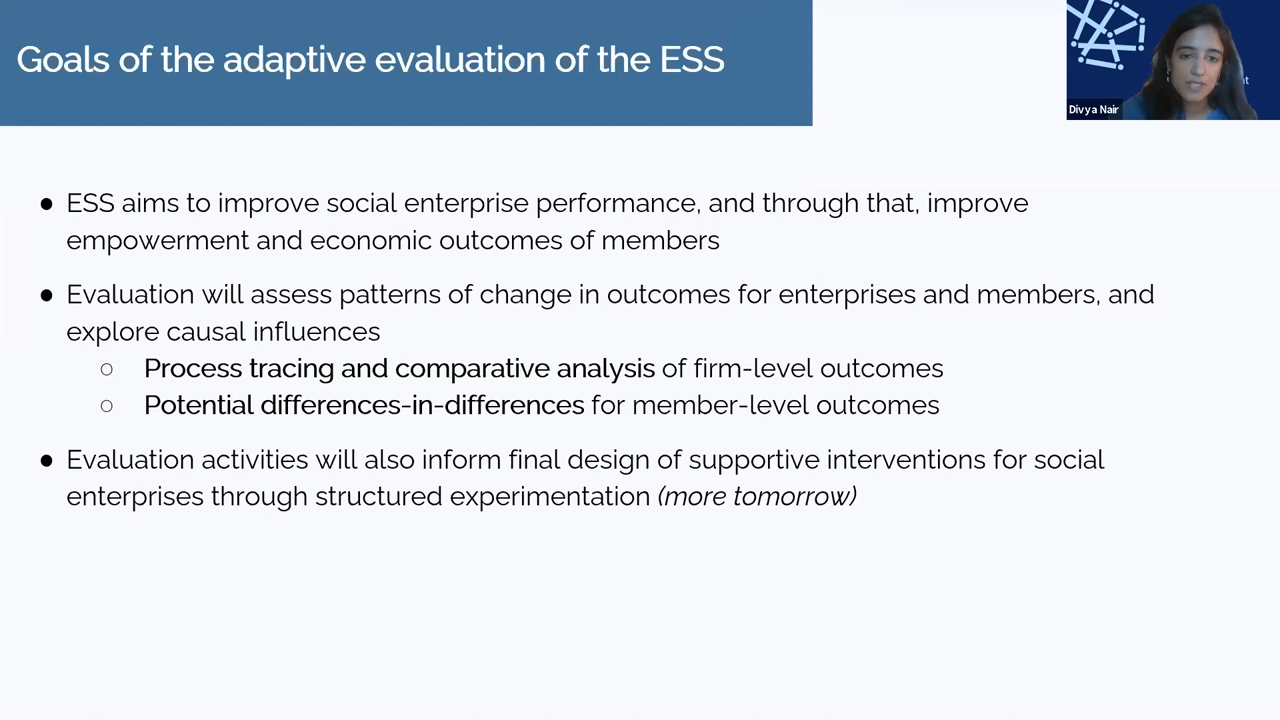 Goals of the adaptive evaluation of the ESS
Divya Nair
● ESS aims to improve social enterprise performance, and through that, improve
empowerment and economic outcomes of members
● Evaluation will assess patterns of change in outcomes for enterprises and members, and
explore causal influences
○ Process tracing and comparative analysis of firm-level outcomes
○ Potential differences-in-differences for member-level outcomes
● Evaluation activities will also inform final design of supportive interventions for social
enterprises through structured experimentation (more tomorrow)